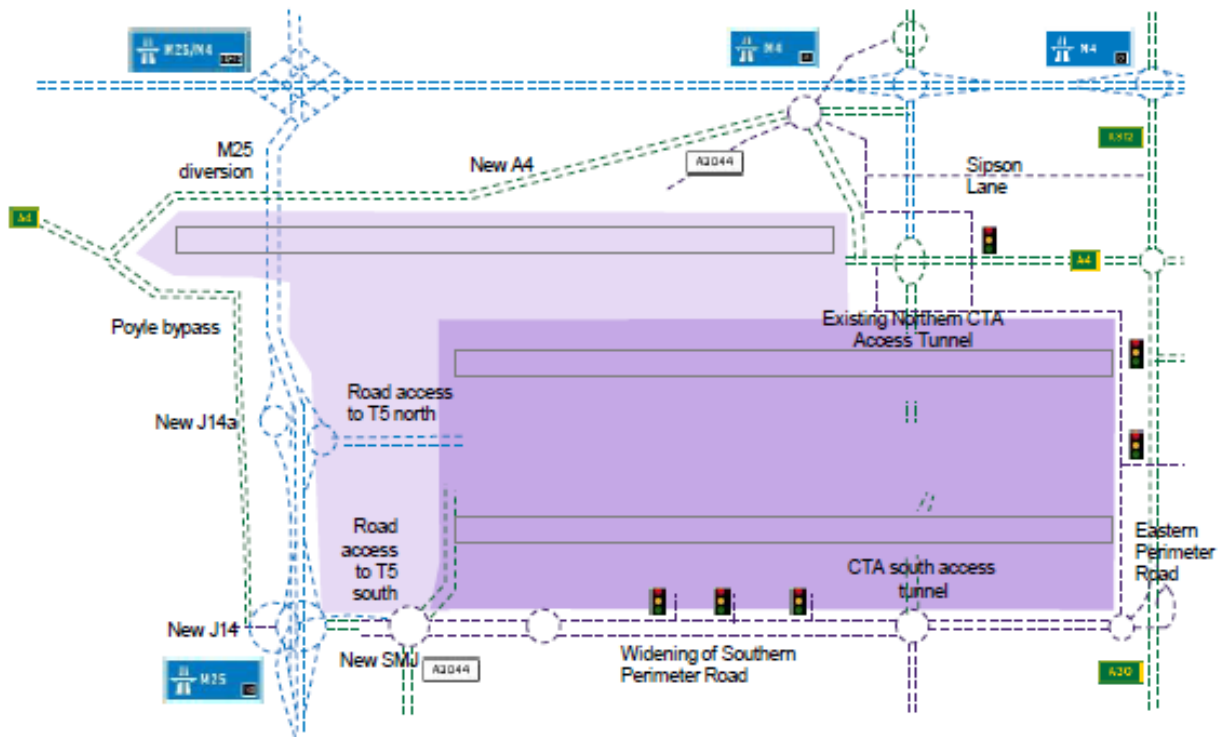 M25/M4
M4
M4
A312
M25
diversion
New A4
A3044
Sipson
Lane
A4
A4
Poyle bypass
Existing Northern CTA
Access Tunnel
Road access
to T5 north
New J14a
Road
access
to T5
south
CTA south access
tunnel
Eastern
Perimeter
Road
New J14
New SMJ
A3044
Widening of Southern
Perimeter Road
M25
A30